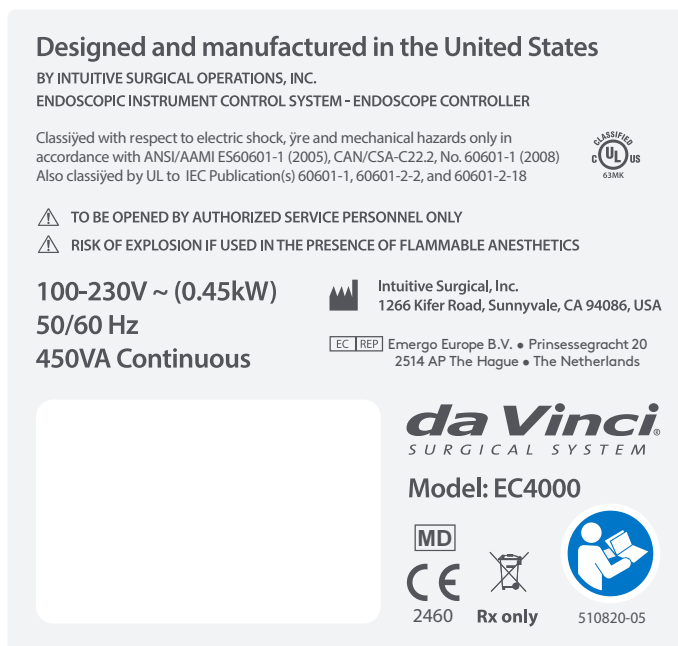 Designed and manufactured in the United States
BY INTUITIVE SURGICAL OPERATIONS, INC.
ENDOSCOPIC INSTRUMENT CONTROL SYSTEM - ENDOSCOPE CONTROLLER
Classiÿed with respect to electric shock, ÿre and mechanical hazards only in
accordance with ANSI/AAMI ES60601-1 (2005), CAN/CSA-C22.2, No. 60601-1 (2008)
Also classiÿed by UL to IEC Publication(s) 60601-1, 60601-2-2, and 60601-2-18
CLASSIFIED
C UL US
63MK
TO BE OPENED BY AUTHORIZED SERVICE PERSONNEL ONLY
RISK OF EXPLOSION IF USED IN THE PRESENCE OF FLAMMABLE ANESTHETICS
100-230V ~ (0.45kW)
50/60 Hz
450VA Continuous
Intuitive Surgical, Inc.
1266 Kifer Road, Sunnyvale, CA 94086, USA
EC REP Emergo Europe B.V. • Prinsessegracht 20
2514 AP The Hague • The Netherlands
da Vinci®
SURGICAL SYSTEM
Model: EC4000
MD
CE
2460
Rx only
510820-05